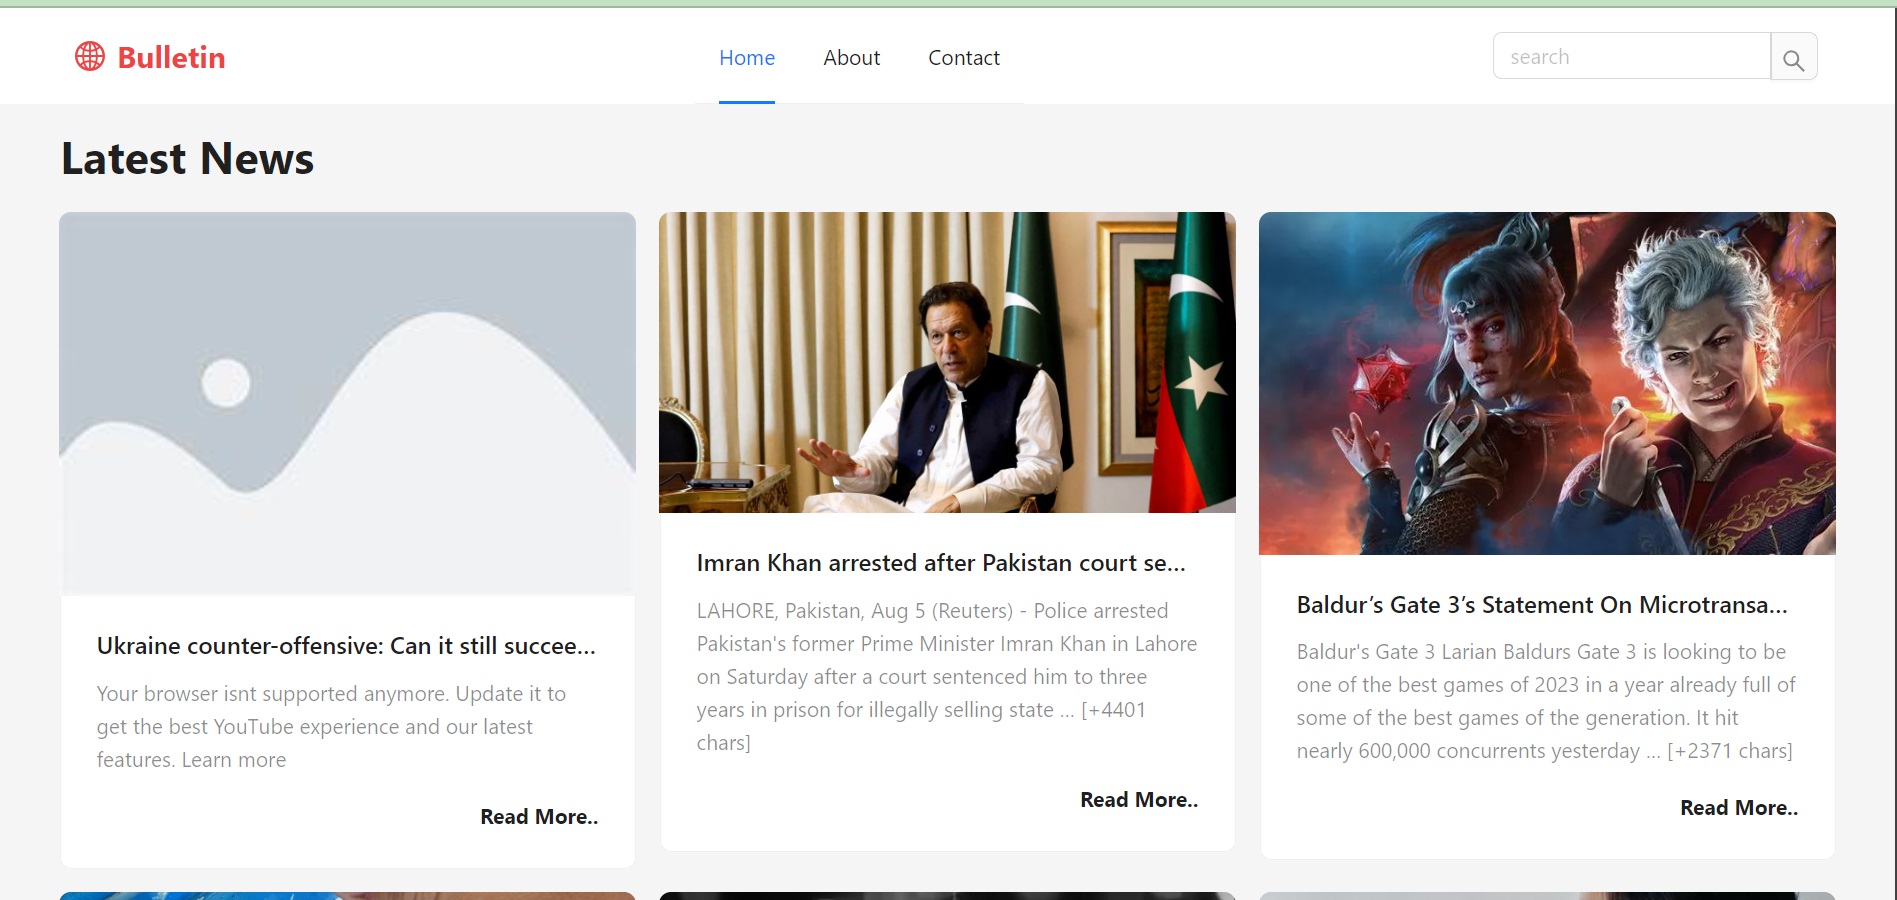 Bulletin
Home
About
Contact
search
Latest News
Ukraine counter-offensive: Can it still succee...
Your browser isnt supported anymore. Update it to
get the best YouTube experience and our latest
features. Learn more
Read More..
Imran Khan arrested after Pakistan court se...
LAHORE, Pakistan, Aug 5 (Reuters) - Police arrested
Pakistan's former Prime Minister Imran Khan in Lahore
on Saturday after a court sentenced him to three
years in prison for illegally selling state ... [+4401
chars]
Read More..
Baldur’s Gate 3’s Statement On Microtransa...
Baldur's Gate 3 Larian Baldurs Gate 3 is looking to be
one of the best games of 2023 in a year already full of
some of the best games of the generation. It hit
nearly 600,000 concurrents yesterday ... [+2371 chars]
Read More..